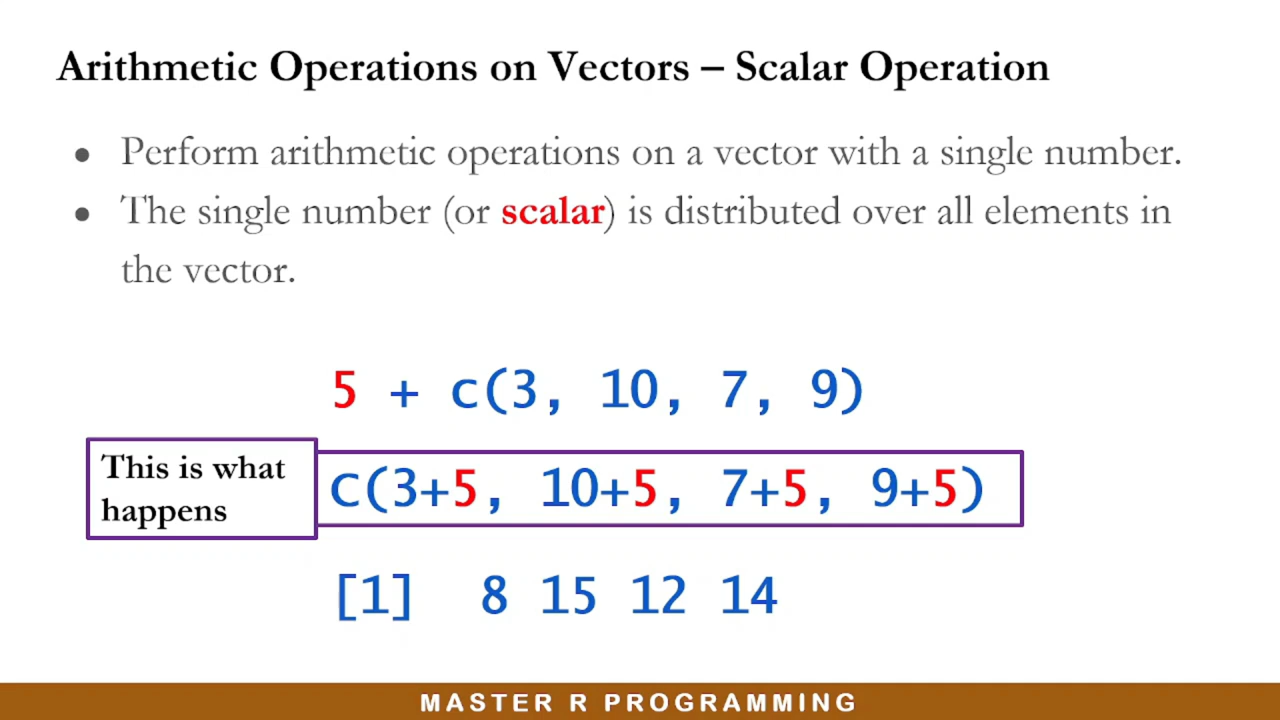 Arithmetic Operations on Vectors – Scalar Operation
● Perform arithmetic operations on a vector with a single number.
● The single number (or scalar) is distributed over all elements in
the vector.
5 + c(3, 10, 7, 9)
This is what
happens
C(3+5, 10+5, 7+5, 9+5)
[1] 8 15 12 14
MASTER R PROGRAMMING